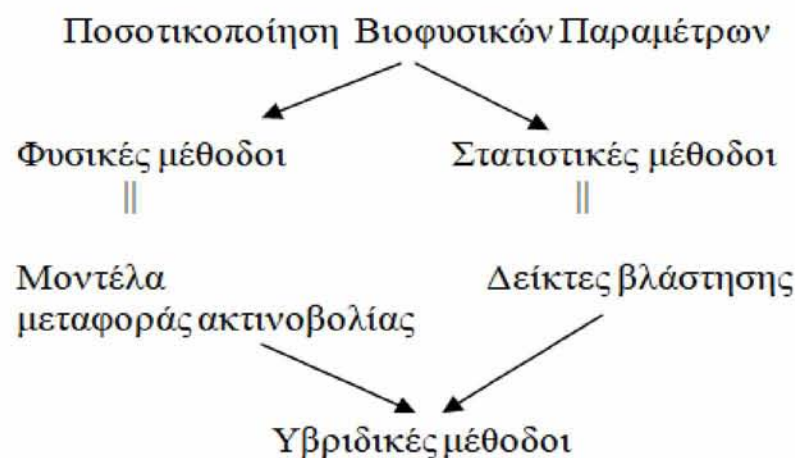 Ποσοτικοποίηση Βιοφυσικών Παραμέτρων
Φυσικές μέθοδοι
Στατιστικές μέθοδοι
Μοντέλα
μεταφοράς ακτινοβολίας
Δείκτες βλάστησης
Υβριδικές μέθοδοι